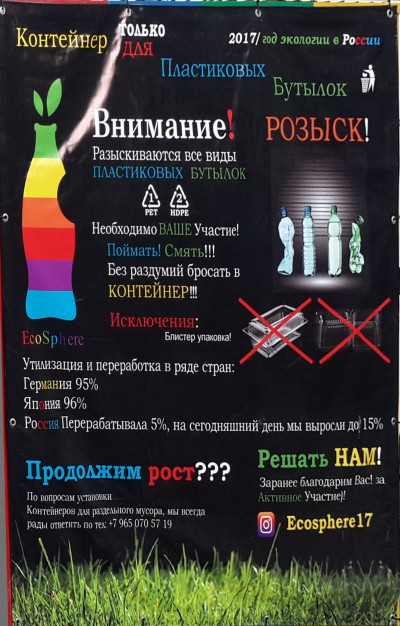 Контейнер ТОЛЬКО ДЛЯ Пластиковых Бутылок
2017/ год экологии в России
Внимание!
РОЗЫСК!
Разыскиваются все виды
ПЛАСТИКОВЫХ БУТЫЛОК
1 2
PET HDPE
Необходимо ВАШЕ Участие!
Поймать! Смять!!!
Без раздумий бросать в
КОНТЕЙНЕР!!!
Исключения:
Блистер упаковка!
EcoSphere
Утилизация и переработка в ряде стран:
Германия 95%
Япония 96%
Россия Перерабатывала 5%, на сегодняшний день мы выросли до 15%
Продолжим рост???
Решать НАМ!
По вопросам установки
Контейнеров для раздельного мусора, мы всегда
рады ответить по тел: +7 965 070 57 19
Заранее благодарим Вас! за
Активное Участие)!
Ecosphere17